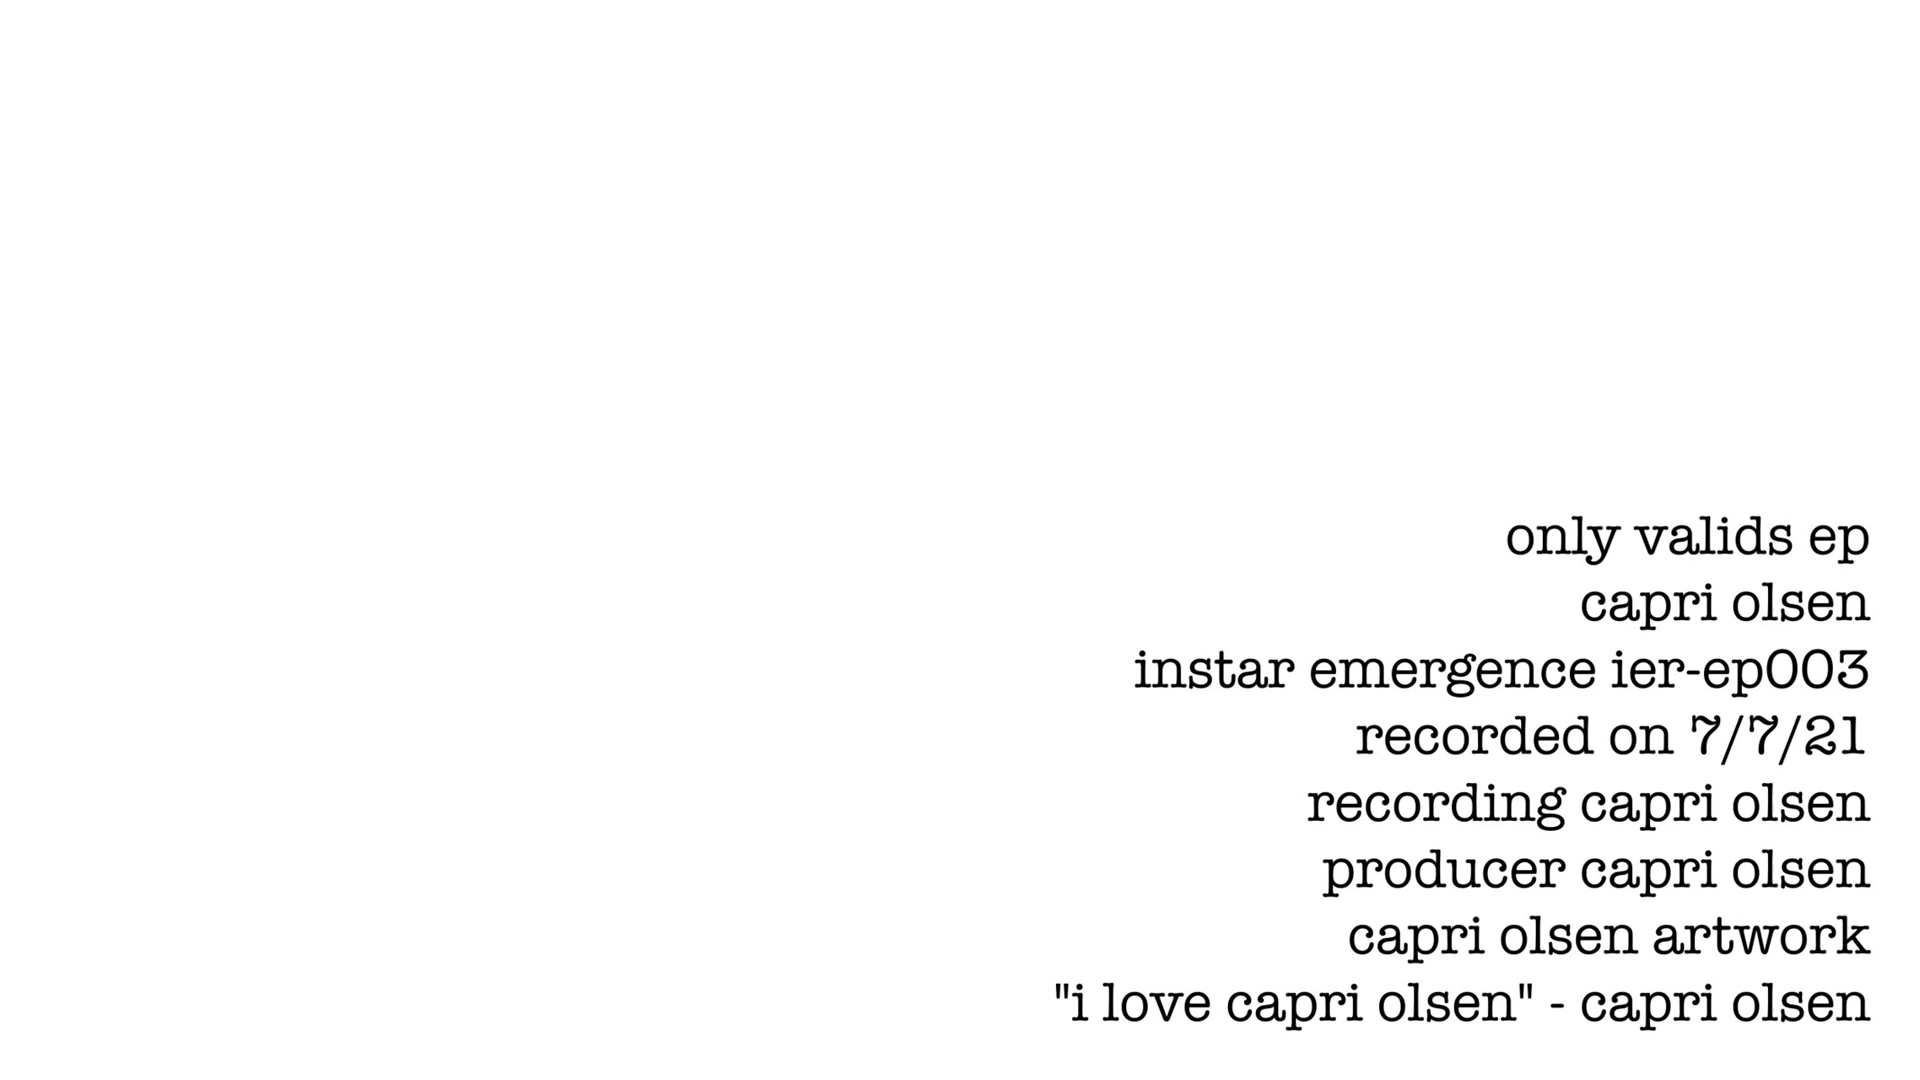 only valids ep
capri olsen
instar emergence ier-ep003
recorded on 7/7/21
recording capri olsen
producer capri olsen
capri olsen artwork
"i love capri olsen" - capri olsen